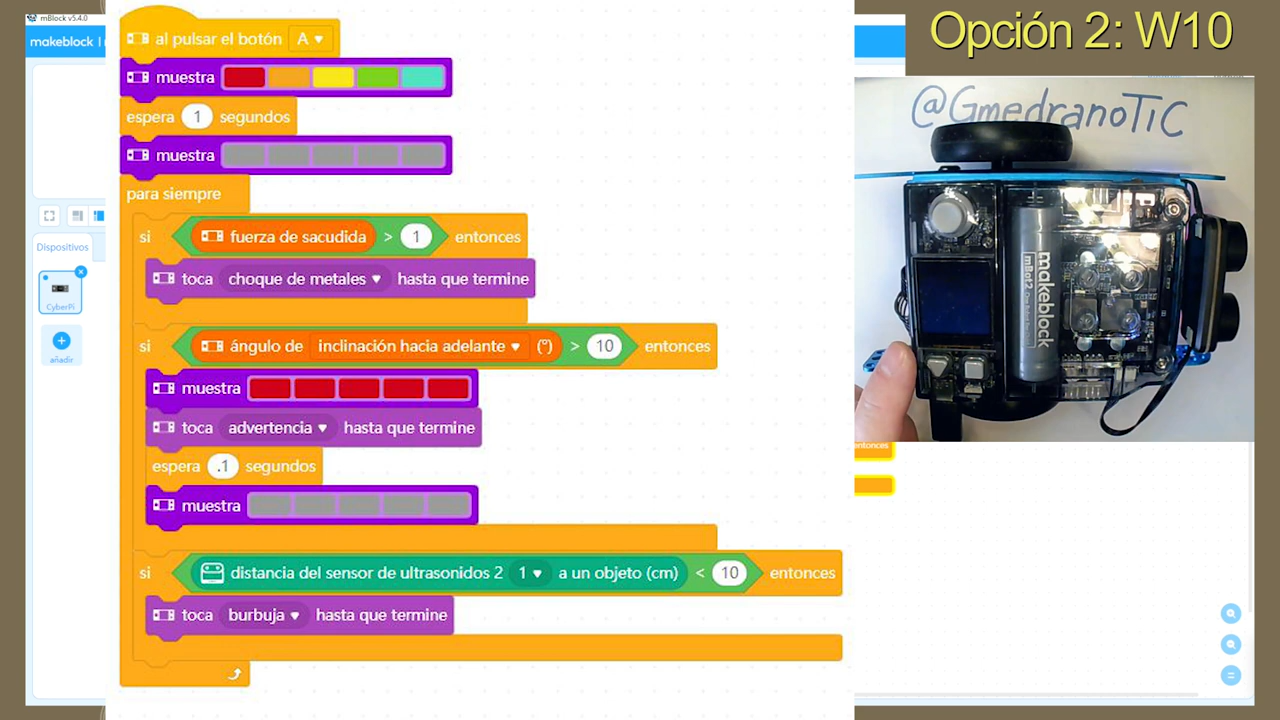 mBlock v5.4.0
makeblock
Opción 2: W10
al pulsar el botón A
muestra
espera 1 segundos
muestra
para siempre
si fuerza de sacudida > 1 entonces
toca choque de metales hasta que termine
si ángulo de inclinación hacia adelante (°) > 10 entonces
muestra
toca advertencia hasta que termine
espera .1 segundos
muestra
si distancia del sensor de ultrasonidos 2 1 a un objeto (cm) < 10 entonces
toca burbuja hasta que termine
Dispositivos
CyberPi
añadir
@GmedranoTiC
makeblock
mBot2
entonces